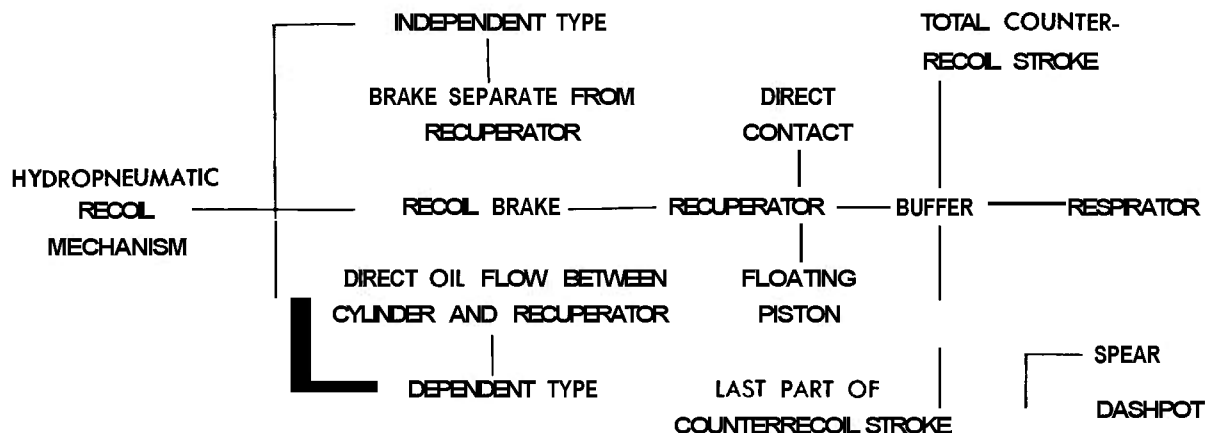 INDEPENDENT TYPE
BRAKE SEPARATE FROM
RECUPERATOR
TOTAL COUNTER-
RECOIL STROKE
DIRECT
CONTACT
HYDROPNEUMATIC
RECOIL
MECHANISM
RECOIL BRAKE
RECUPERATOR
BUFFER
RESPIRATOR
DIRECT OIL FLOW BETWEEN
CYLINDER AND RECUPERATOR
DEPENDENT TYPE
FLOATING
PISTON
LAST PART OF
COUNTERRECOIL STROKE
SPEAR
DASHPOT